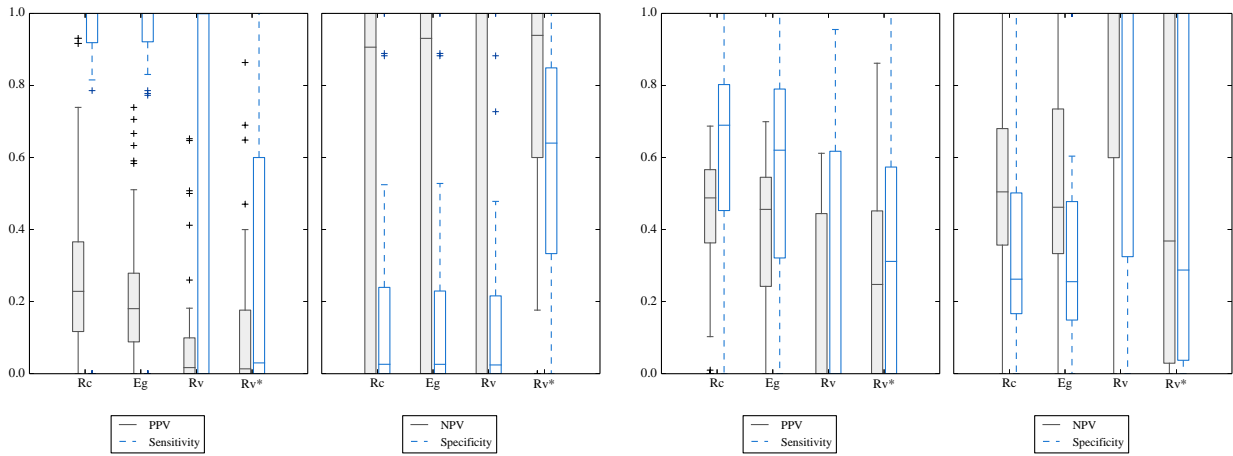 1.0
0.8
0.6
0.4
0.2
0.0
Rc Eg Rv Rv*
PPV
Sensitivity
Rc Eg Rv Rv*
NPV
Specificity
1.0
0.8
0.6
0.4
0.2
0.0
Rc Eg Rv Rv*
PPV
Sensitivity
Rc Eg Rv Rv*
NPV
Specificity